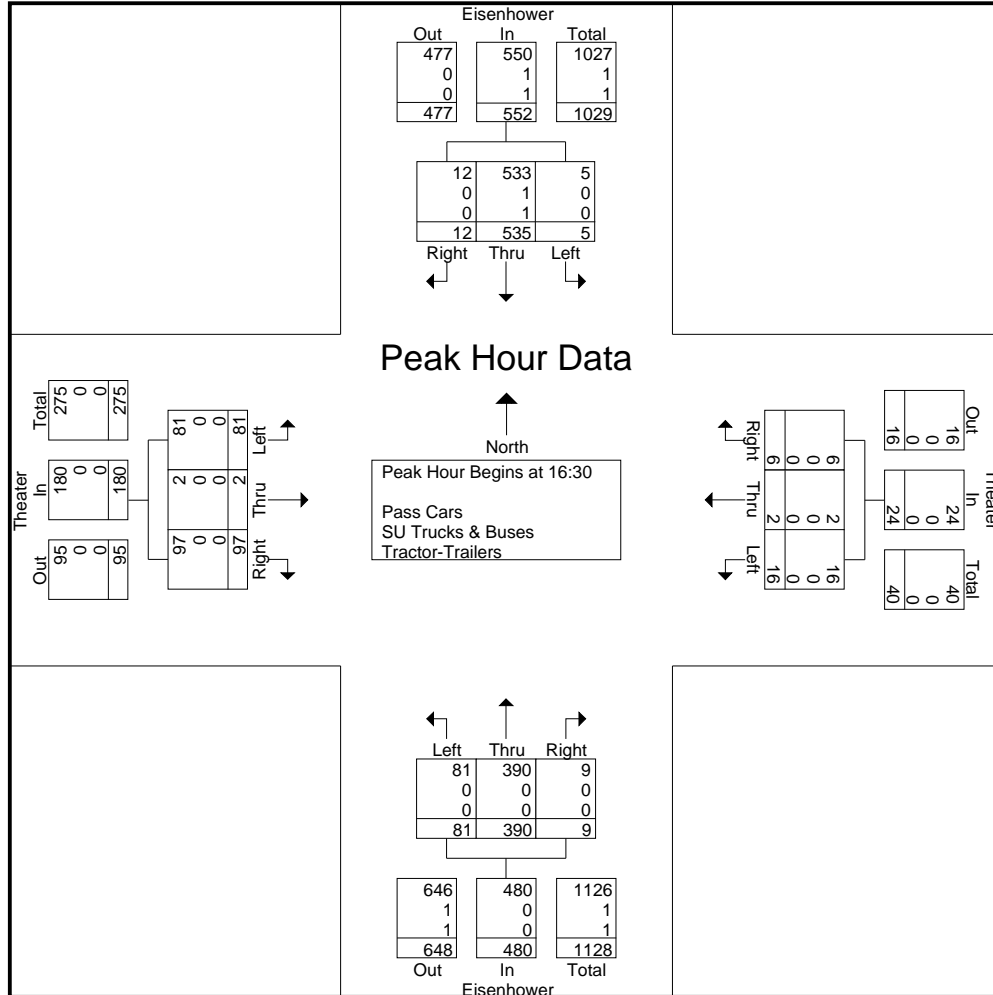 Eisenhower
Out In Total
477 550 1027
0 1 1
0 1 1
477 552 1029
12 533 5
0 1 0
0 1 0
12 535 5
Right Thru Left
Peak Hour Data
North
Peak Hour Begins at 16:30
Pass Cars
SU Trucks & Buses
Tractor-Trailers
Theater
Out In Total
95 180 275
0 0 0
0 0 0
95 180 275
Right Thru Left
97 2 81
0 0 0
0 0 0
97 2 81
Theater
Out In Total
16 24 40
0 0 0
0 0 0
16 24 40
Right Thru Left
6 2 16
0 0 0
0 0 0
6 2 16
Left Thru Right
81 390 9
0 0 0
0 0 0
81 390 9
646 480 1126
1 0 1
1 0 1
648 480 1128
Out In Total
Eisenhower